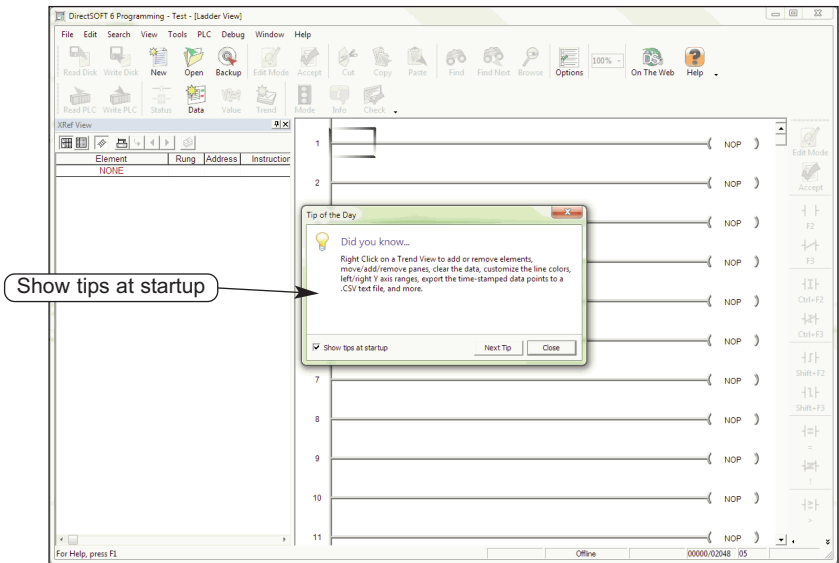 DirectSOFT 6 Programming - Test - [Ladder View]
File Edit Search View Tools PLC Debug Window Help
Read Disk Write Disk New Open Backup Edit Mode Accept Cut Copy Paste Find Find Next Browse Options 100% On The Web Help
Read PLC Write PLC Status Data Value Trend Mode Info Check
XRef View
Element Rung Address Instruction
NONE
1 NOP
2 NOP
NOP
NOP
NOP
NOP
7 NOP
8 NOP
9 NOP
10 NOP
11 NOP
Tip of the Day
Did you know...
Right Click on a Trend View to add or remove elements,
move/add/remove panes, clear the data, customize the line colors,
left/right Y axis ranges, export the time-stamped data points to a
.CSV text file, and more.
Show tips at startup Next Tip Close
Show tips at startup
Edit Mode
Accept
F2
F3
Ctrl+F2
Ctrl+F3
Shift+F2
Shift+F3
=
!
>
For Help, press F1 Offline 00000/02048 05